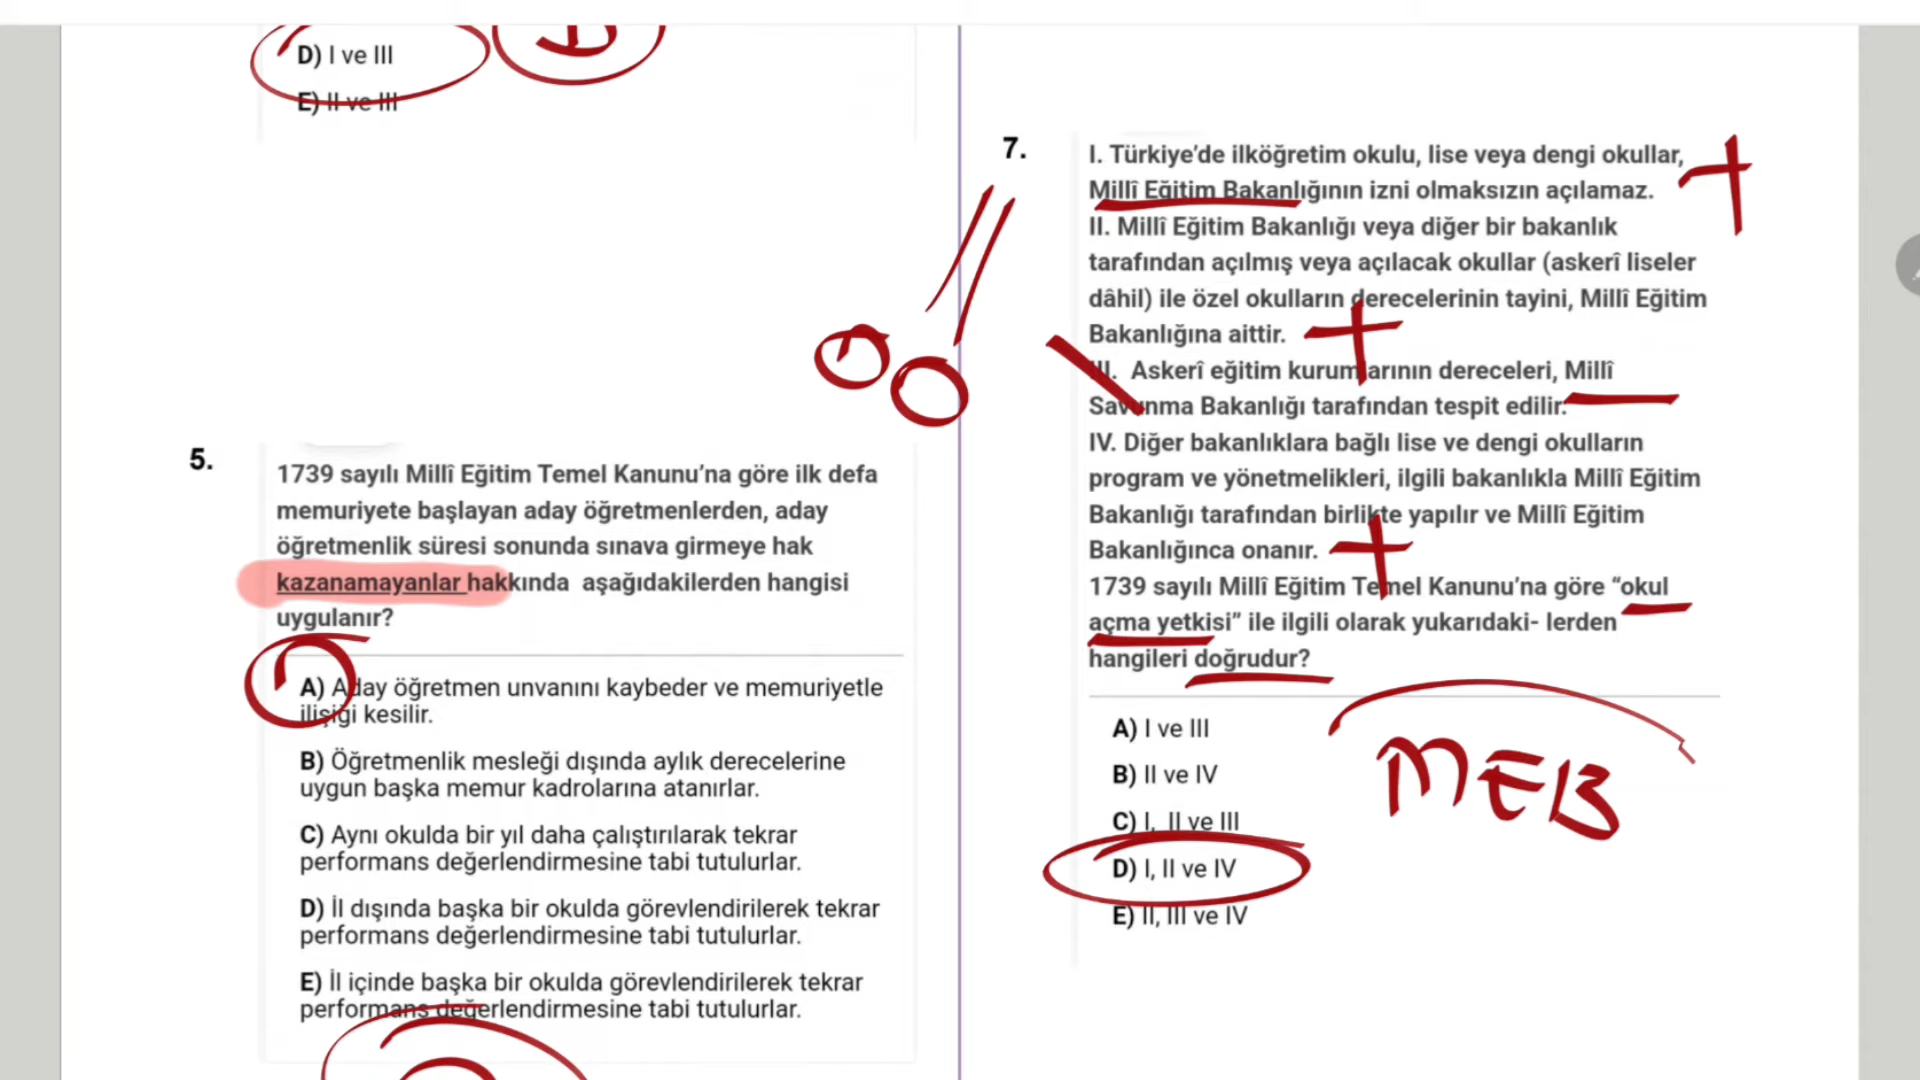 D) I ve III
E) II ve III
5.
1739 sayılı Millî Eğitim Temel Kanunu’na göre ilk defa
memuriyete başlayan aday öğretmenlerden, aday
öğretmenlik süresi sonunda sınava girmeye hak
kazanamayanlar hakkında aşağıdakilerden hangisi
uygulanır?
A) Aday öğretmen unvanını kaybeder ve memuriyetle
ilişiği kesilir.
B) Öğretmenlik mesleği dışında aylık derecelerine
uygun başka memur kadrolarına atanırlar.
C) Aynı okulda bir yıl daha çalıştırılarak tekrar
performans değerlendirmesine tabi tutulurlar.
D) İl dışında başka bir okulda görevlendirilerek tekrar
performans değerlendirmesine tabi tutulurlar.
E) İl içinde başka bir okulda görevlendirilerek tekrar
performans değerlendirmesine tabi tutulurlar.
7.
I. Türkiye’de ilköğretim okulu, lise veya dengi okullar,
Millî Eğitim Bakanlığının izni olmaksızın açılamaz.
II. Millî Eğitim Bakanlığı veya diğer bir bakanlık
tarafından açılmış veya açılacak okullar (askerî liseler
dâhil) ile özel okulların derecelerinin tayini, Millî Eğitim
Bakanlığına aittir.
III. Askerî eğitim kurumlarının dereceleri, Millî
Savunma Bakanlığı tarafından tespit edilir.
IV. Diğer bakanlıklara bağlı lise ve dengi okulların
program ve yönetmelikleri, ilgili bakanlıkla Millî Eğitim
Bakanlığı tarafından birlikte yapılır ve Millî Eğitim
Bakanlığınca onanır.
1739 sayılı Millî Eğitim Temel Kanunu’na göre “okul
açma yetkisi” ile ilgili olarak yukarıdaki- lerden
hangileri doğrudur?
A) I ve III
B) II ve IV
C) I, II ve III
D) I, II ve IV
E) II, III ve IV
MEB